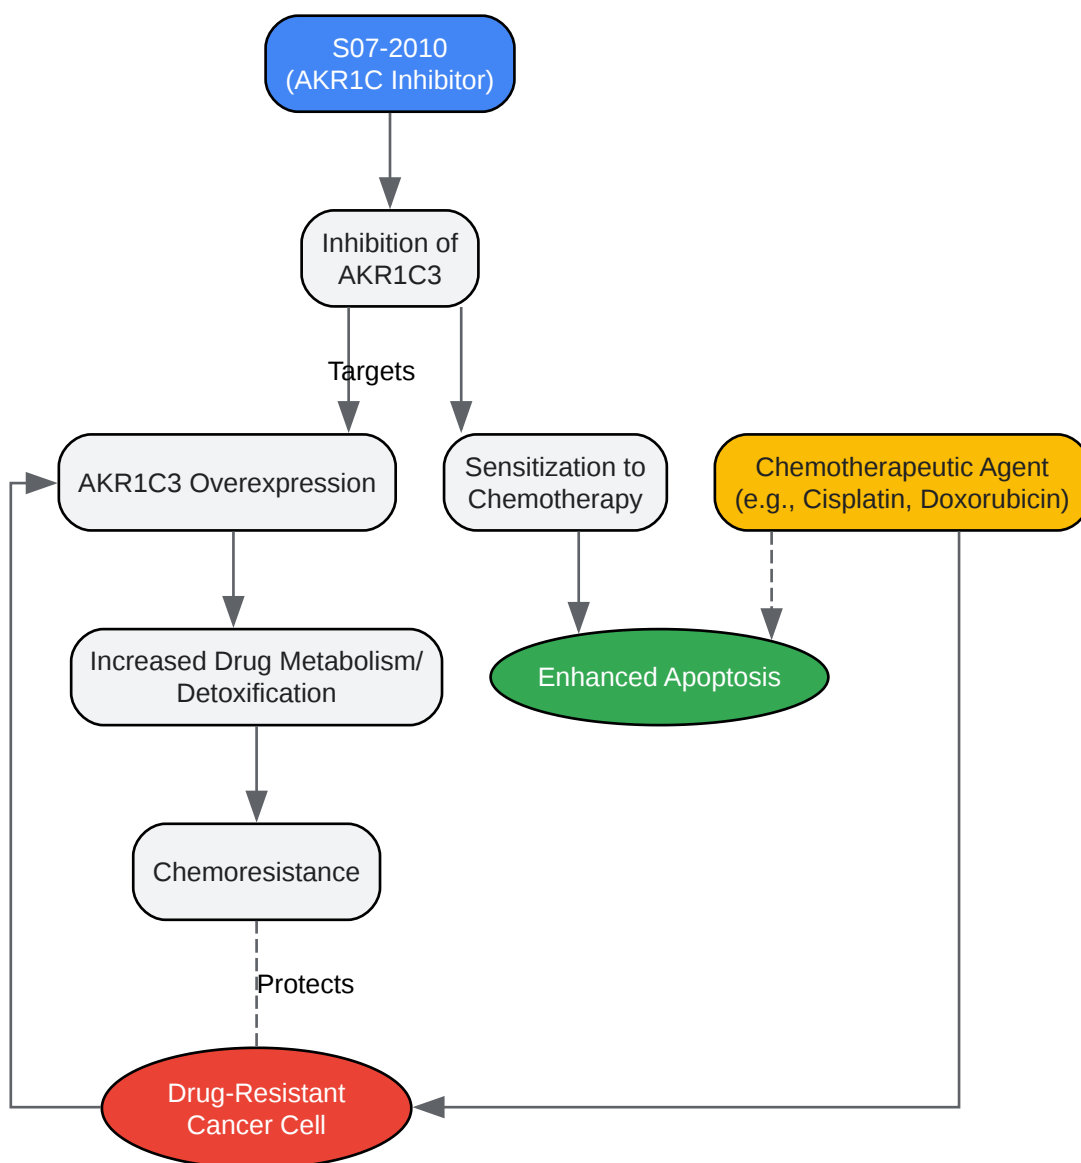 S07-2010
(AKR1C Inhibitor)
Inhibition of
AKR1C3
Targets
AKR1C3 Overexpression
Sensitization to
Chemotherapy
Chemotherapeutic Agent
(e.g., Cisplatin, Doxorubicin)
Increased Drug Metabolism/
Detoxification
Enhanced Apoptosis
Chemoresistance
Protects
Drug-Resistant
Cancer Cell